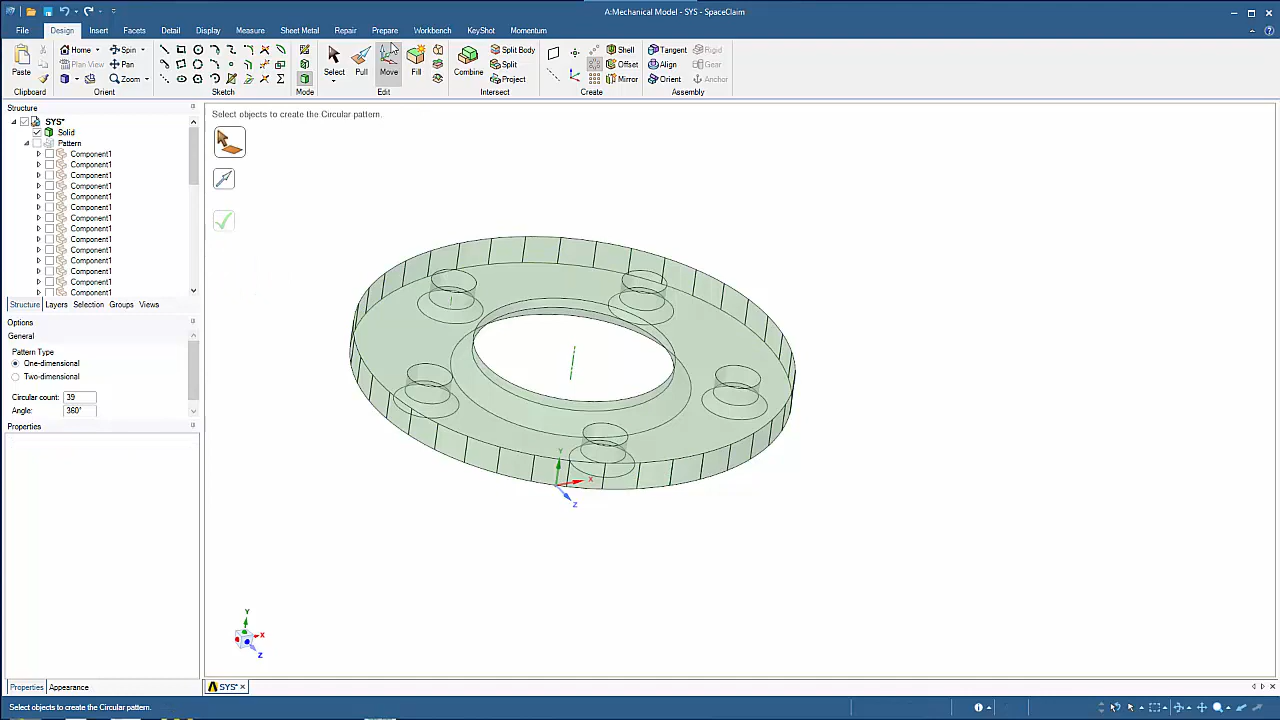 A:Mechanical Model - SYS - SpaceClaim
File Design Insert Facets Detail Display Measure Sheet Metal Repair Prepare Workbench KeyShot Momentum
Paste
Home Spin
Plan View Pan
Zoom
Select Pull Move Fill
Combine
Split Body
Split
Project
Shell
Offset
Mirror
Tangent Rigid
Align Gear
Orient Anchor
Clipboard Orient Sketch Mode Edit Intersect Create Assembly
Structure
SYS*
Solid
Pattern
Component1
Component1
Component1
Component1
Component1
Component1
Component1
Component1
Component1
Component1
Component1
Component1
Component1
Component1
Structure Layers Selection Groups Views
Options
General
Pattern Type
One-dimensional
Two-dimensional
Circular count: 39
Angle: 360°
Properties
Properties Appearance
Select objects to create the Circular pattern.
Y
X
Z
Y
X
Z
SYS*
Select objects to create the Circular pattern.